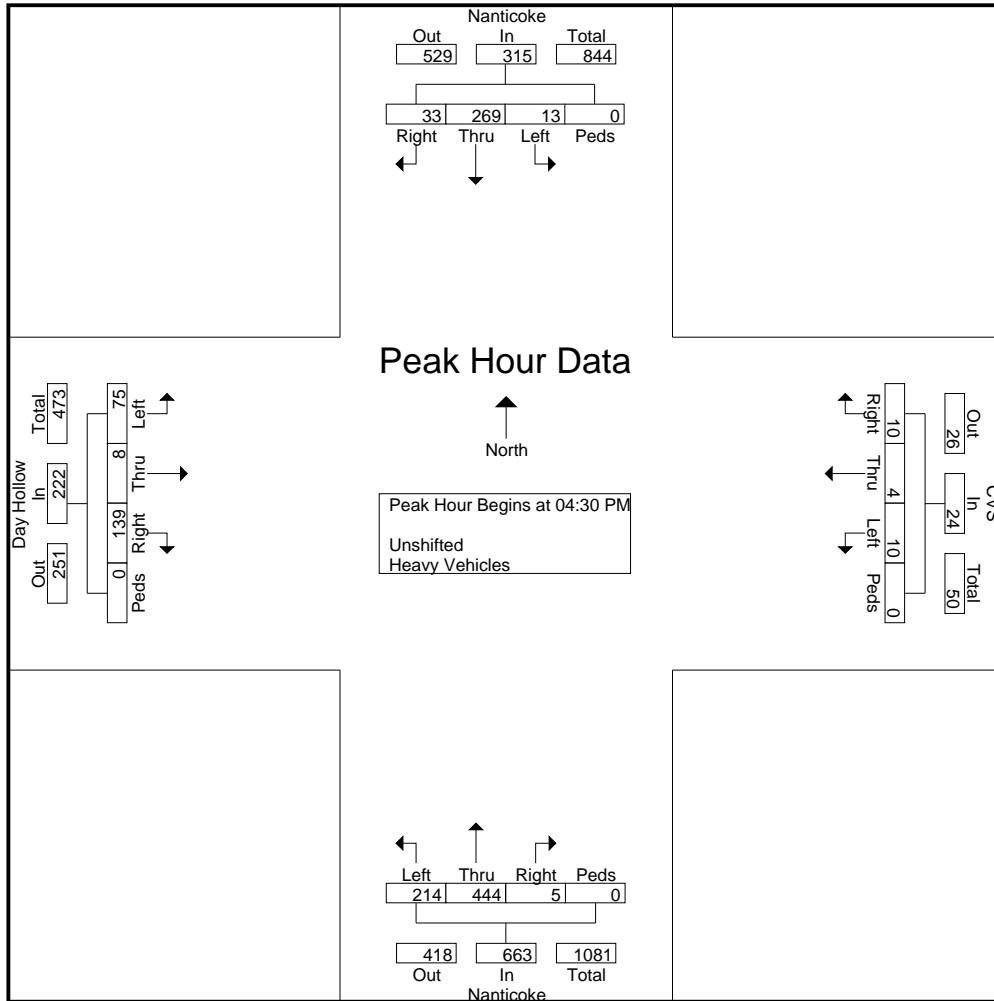 Nanticoke
Out In Total
529 315 844
33 269 13 0
Right Thru Left Peds
Peak Hour Data
North
Peak Hour Begins at 04:30 PM
Unshifted
Heavy Vehicles
Day Hollow
Total In Out
473 222 251
75 8 139 0
Left Thru Right Peds
Right Thru Left Peds
10 4 10 0
26 24 50
Out In Total
CVS
Left Thru Right Peds
214 444 5 0
418 663 1081
Out In Total
Nanticoke